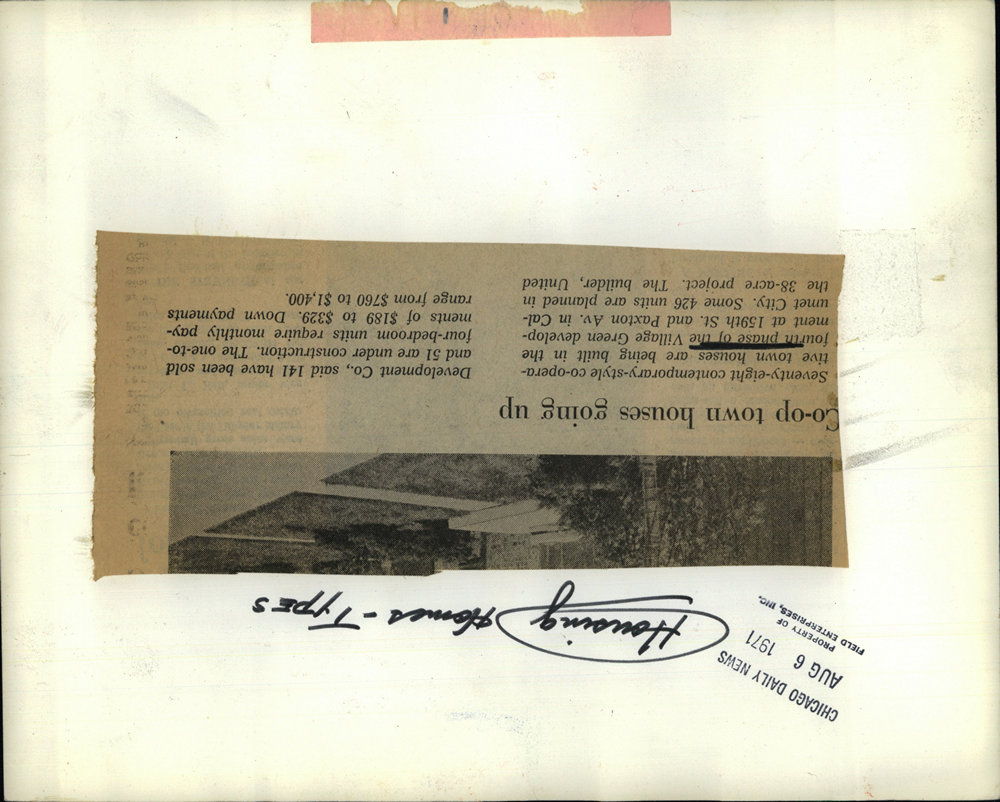 CHICAGO DAILY NEWS
AUG 6 1971
PROPERTY OF
FIELD ENTERPRISES, INC.
Housing Homes - Types
Co-op town houses going up
Seventy-eight contemporary-style co-opera-
tive town houses are being built in the
fourth phase of the Village Green develop-
ment at 159th St. and Paxton Av. in Cal-
umet City. Some 426 units are planned in
the 38-acre project. The builder, United
Development Co., said 141 have been sold
and 51 are under construction. The one-to-
four-bedroom units require monthly pay-
ments of $189 to $329. Down payments
range from $760 to $1,400.